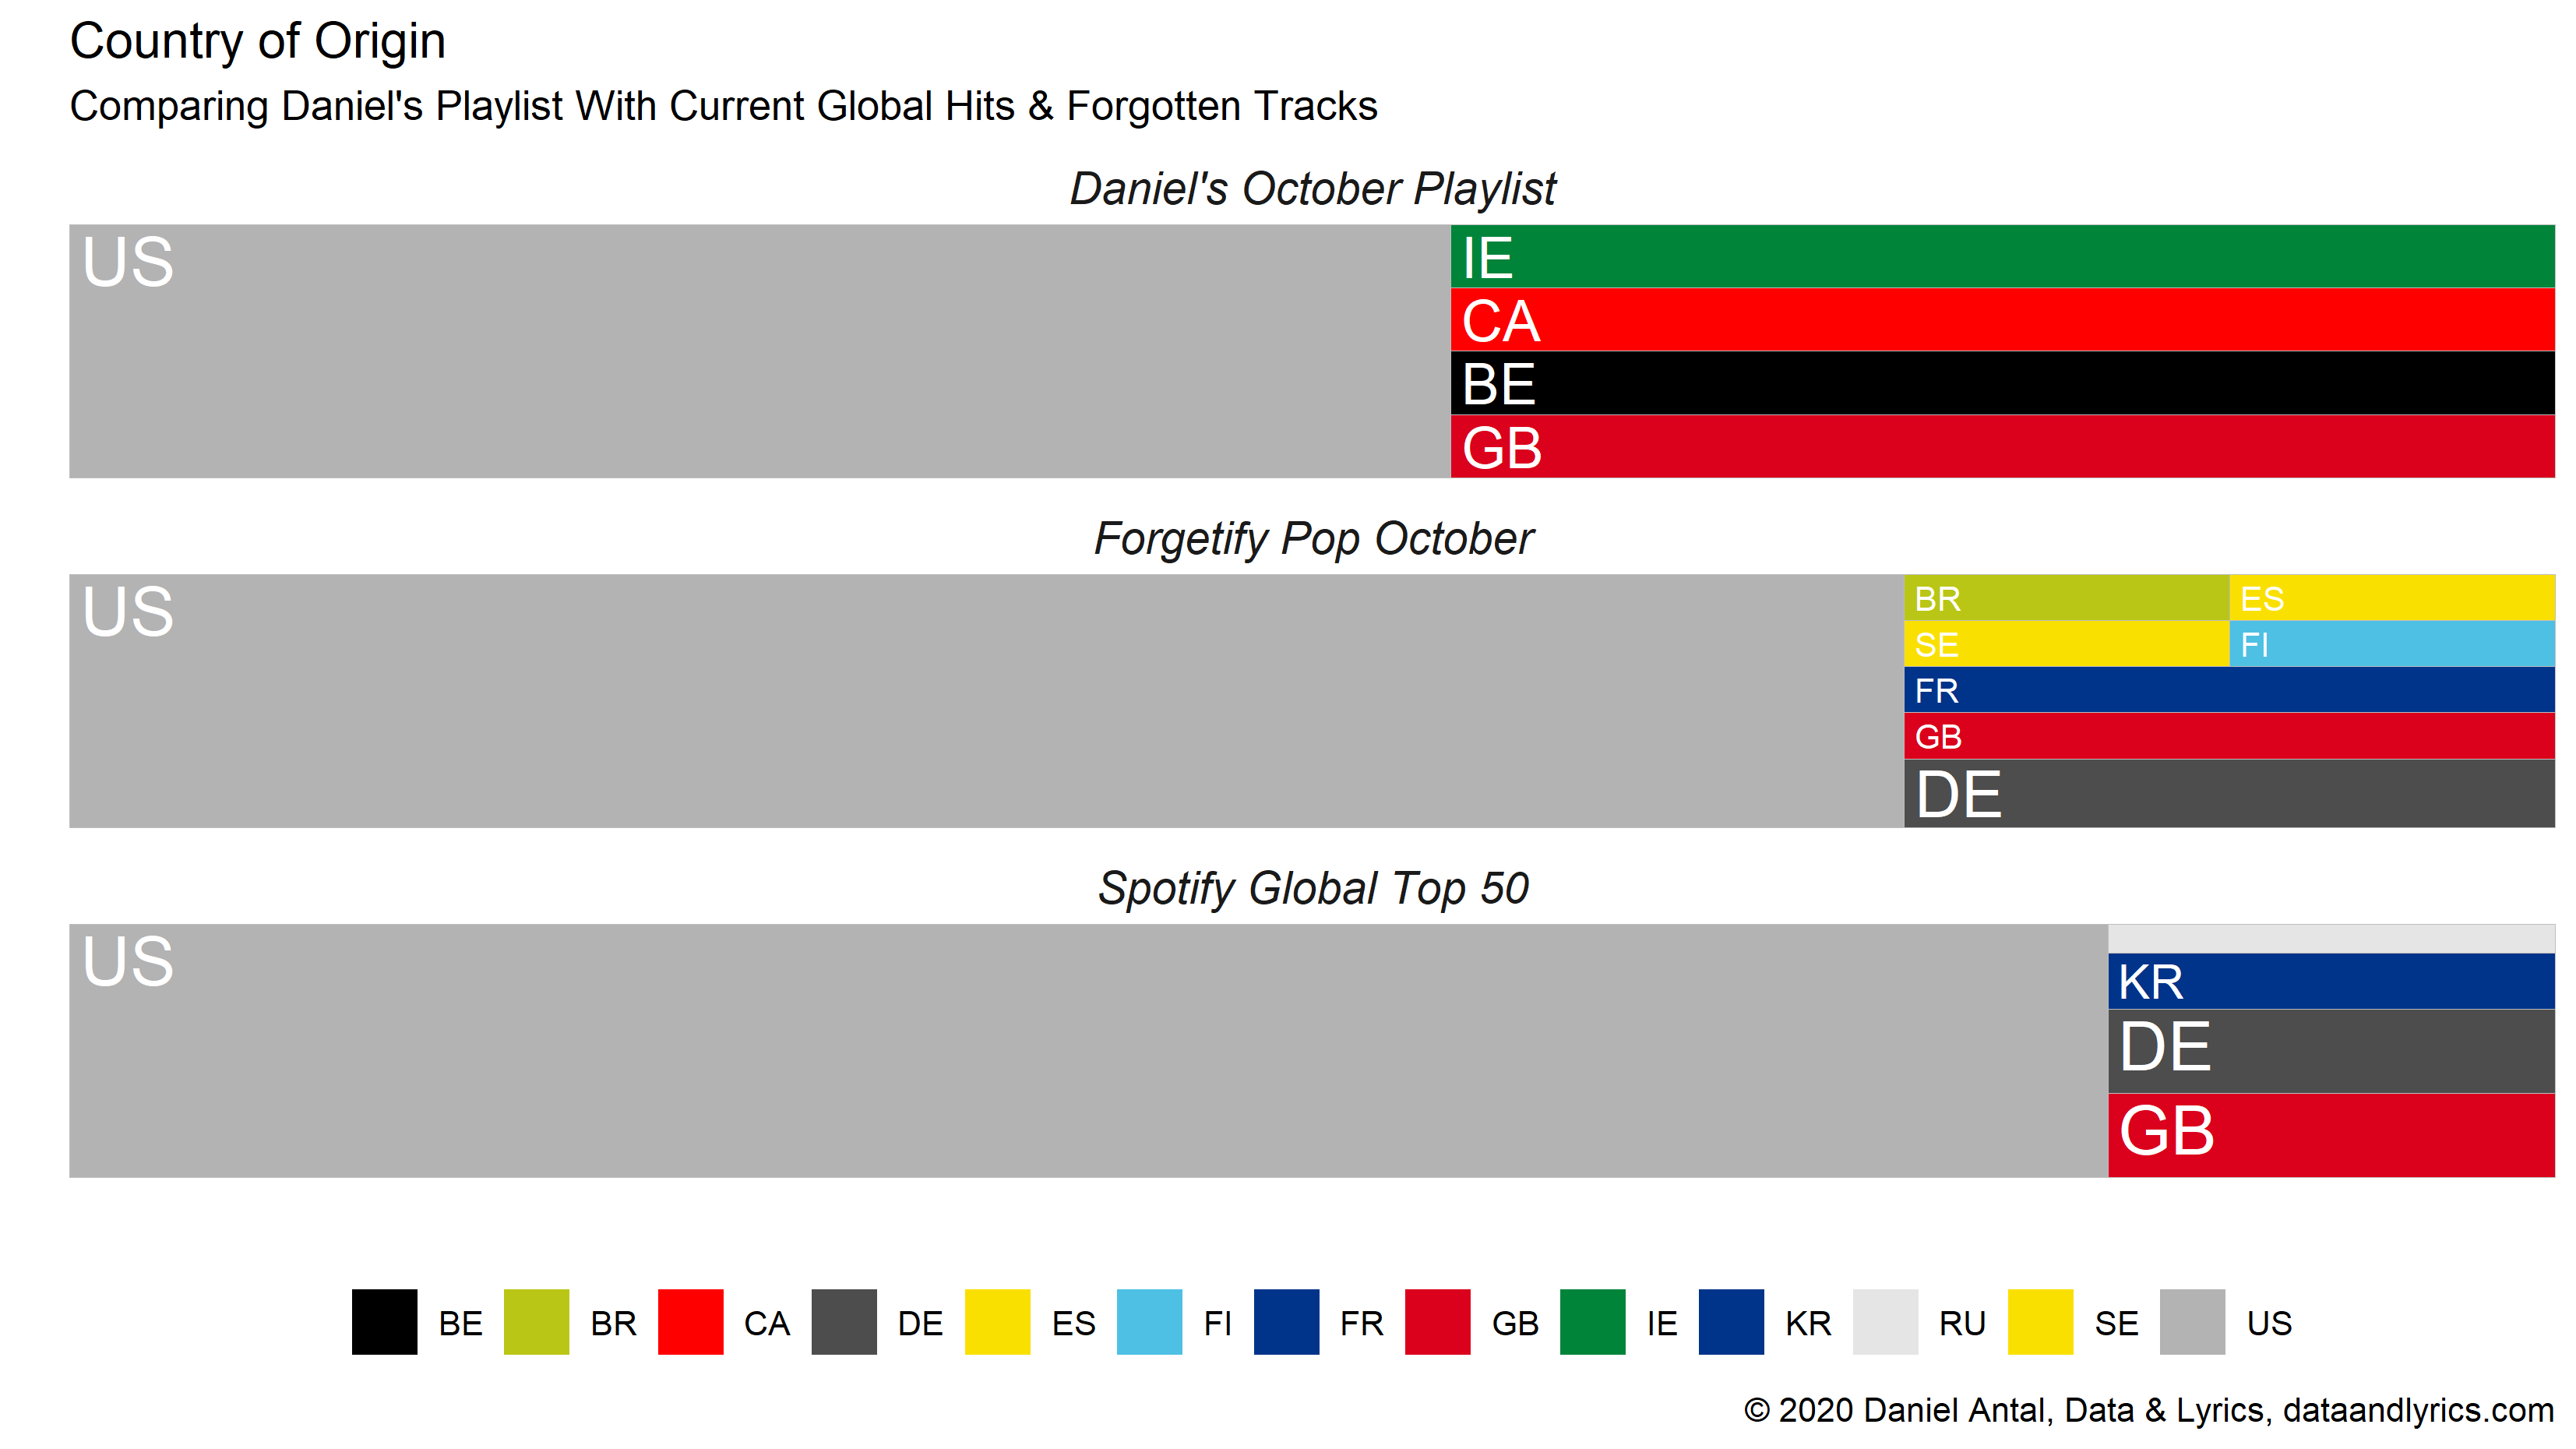 Country of Origin
Comparing Daniel's Playlist With Current Global Hits & Forgotten Tracks
Daniel's October Playlist
US
IE
CA
BE
GB
Forgetify Pop October
US
BR ES
SE FI
FR
GB
DE
Spotify Global Top 50
US
KR
DE
GB
BE BR CA DE ES FI FR GB IE KR RU SE US
© 2020 Daniel Antal, Data & Lyrics, dataandlyrics.com